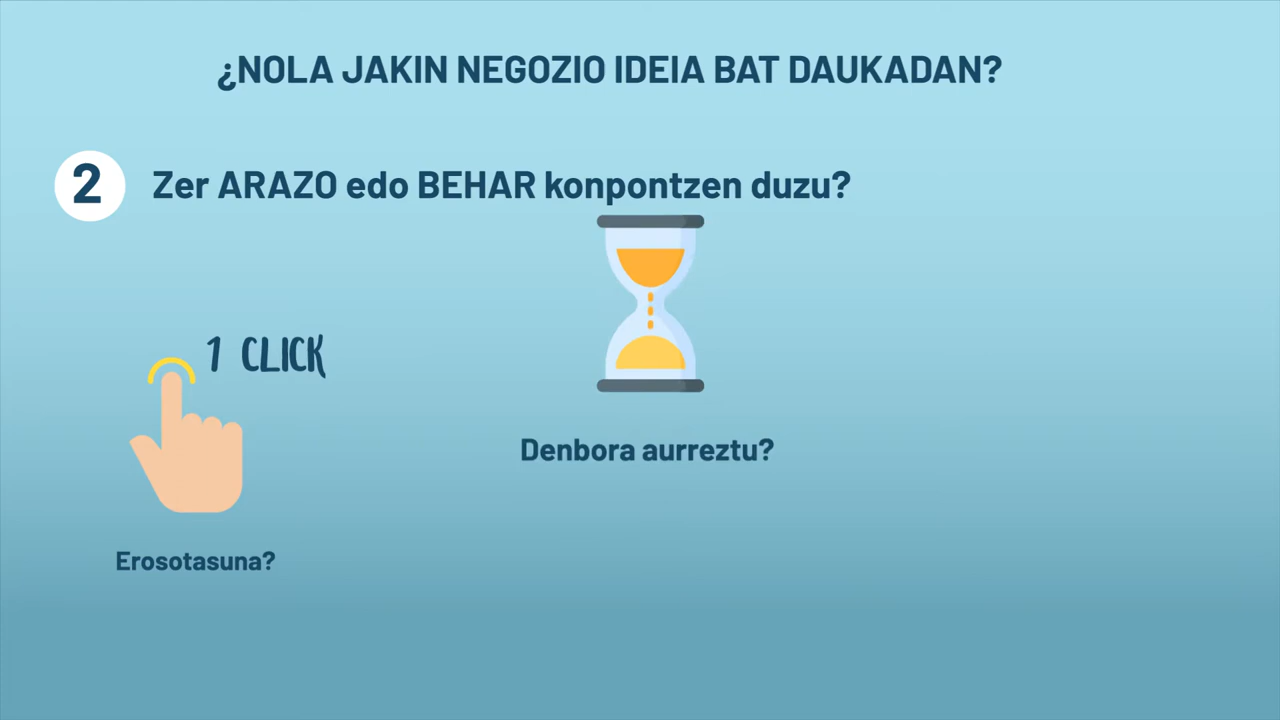 ¿NOLA JAKIN NEGOZIO IDEIA BAT DAUKADAN?
2 Zer ARAZO edo BEHAR konpontzen duzu?
1 CLICK
Denbora aurreztu?
Erosotasuna?